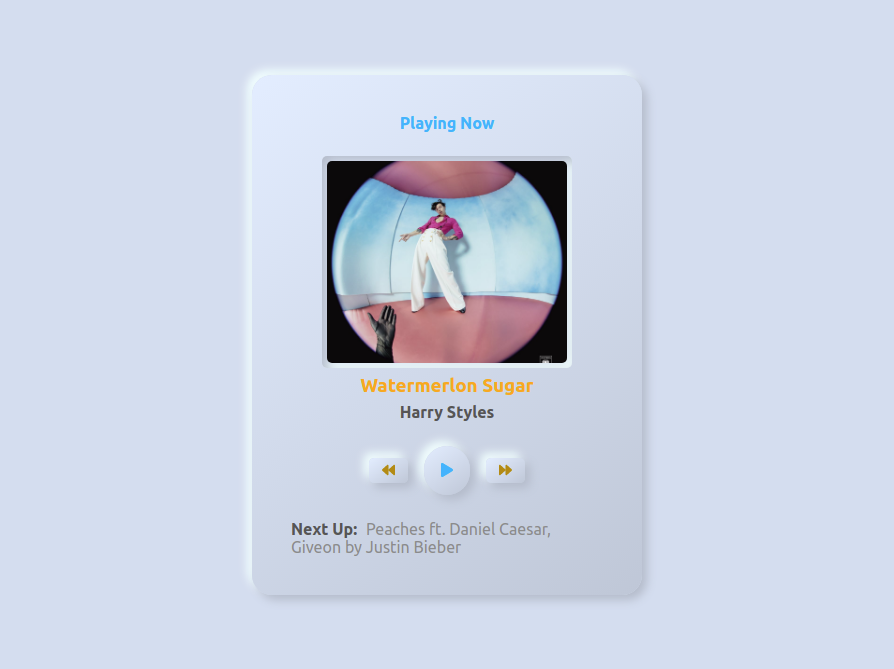 Playing Now
Watermerlon Sugar
Harry Styles
Next Up: Peaches ft. Daniel Caesar,
Giveon by Justin Bieber